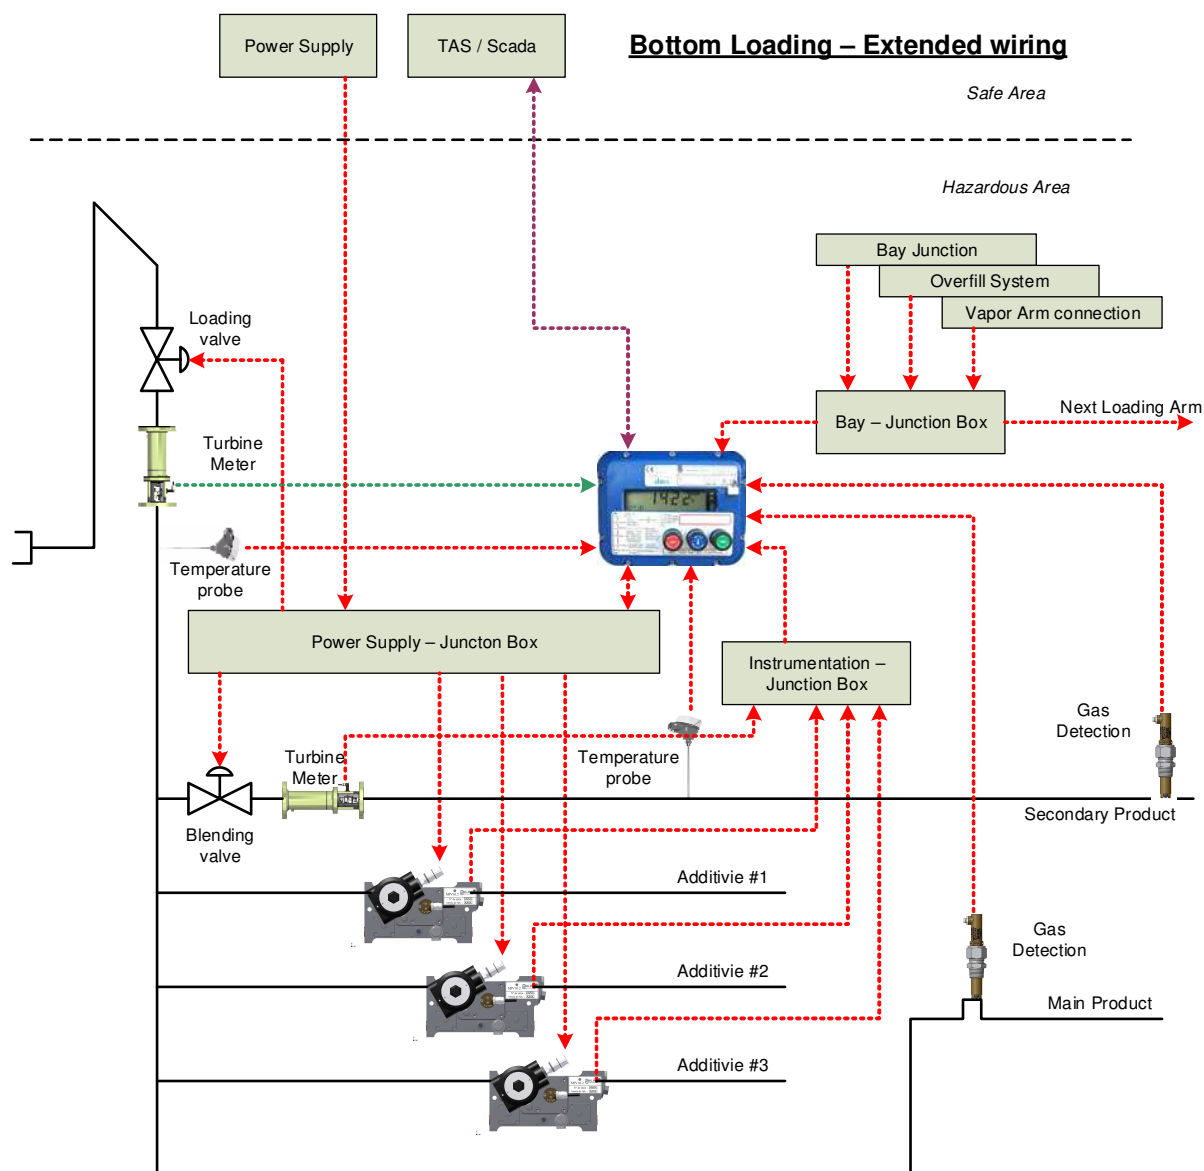 Power Supply
TAS / Scada
Bottom Loading – Extended wiring
Safe Area
Hazardous Area
Bay Junction
Overfill System
Vapor Arm connection
Loading
valve
Next Loading Arm
Bay – Junction Box
Turbine
Meter
1422
Temperature
probe
Power Supply – Juncton Box
Instrumentation –
Junction Box
Gas
Detection
Turbine
Meter
Temperature
probe
Secondary Product
Blending
valve
Additivie #1
Gas
Detection
Additivie #2
Main Product
Additivie #3